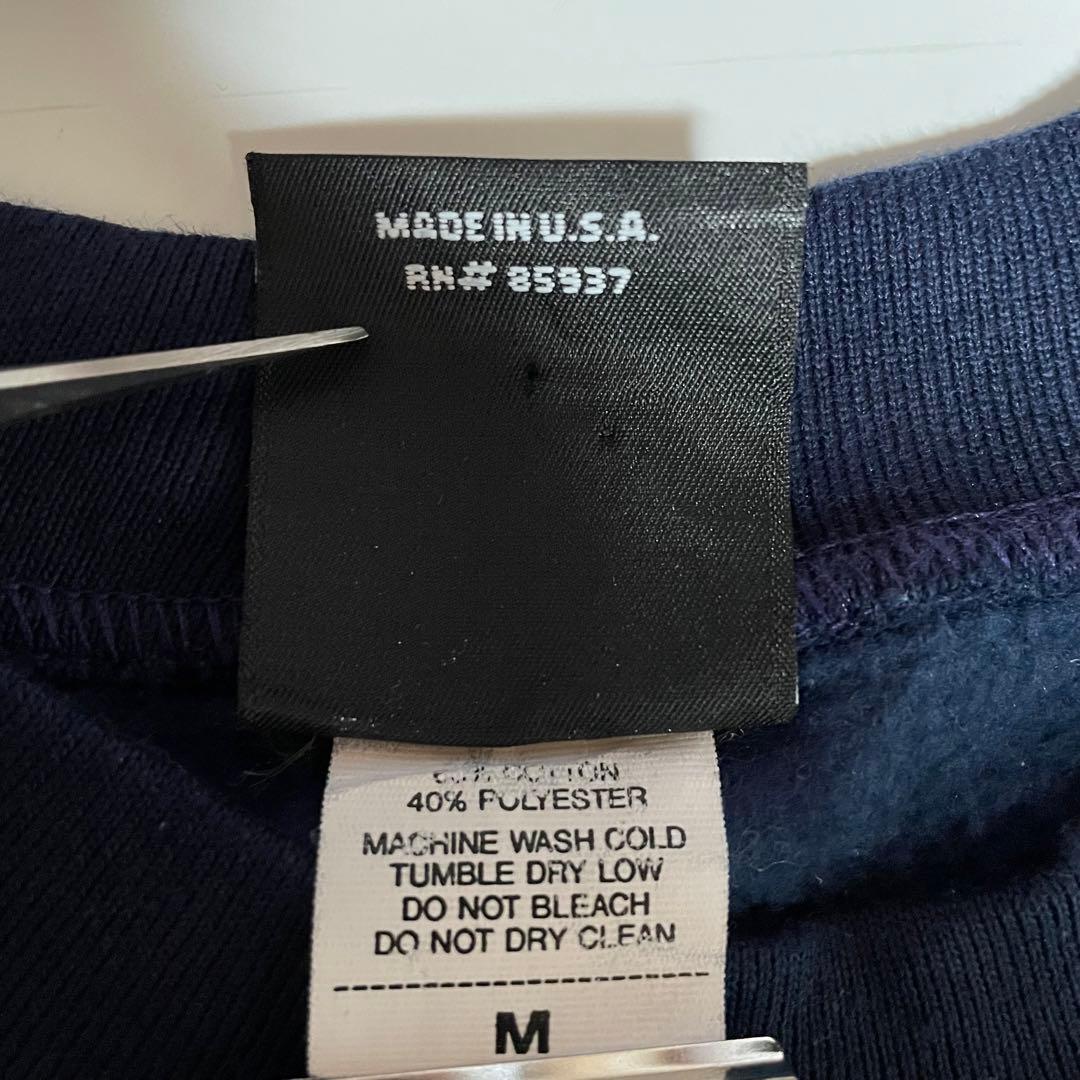 MADE IN U.S.A.
RN# 85937
COTTON
40% POLYESTER
MACHINE WASH COLD
TUMBLE DRY LOW
DO NOT BLEACH
DO NOT DRY CLEAN
M